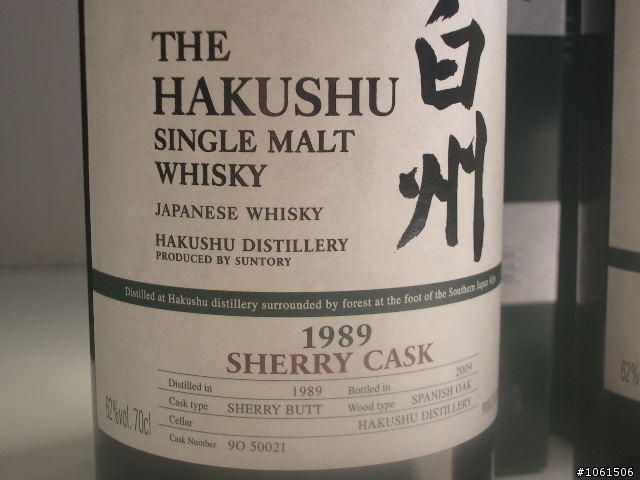 THE
HAKUSHU
SINGLE MALT
WHISKY
JAPANESE WHISKY
HAKUSHU DISTILLERY
PRODUCED BY SUNTORY
白州
Distilled at Hakushu distillery surrounded by forest at the foot of the Southern Japan
1989
SHERRY CASK
Distilled in 1989 Bottled in 2009
Cask type SHERRY BUTT Wood type SPANISH OAK
Cellar HAKUSHU DISTILLERY
Cask Number 9O 50021
62%vol. 70cl
62%
#1061506